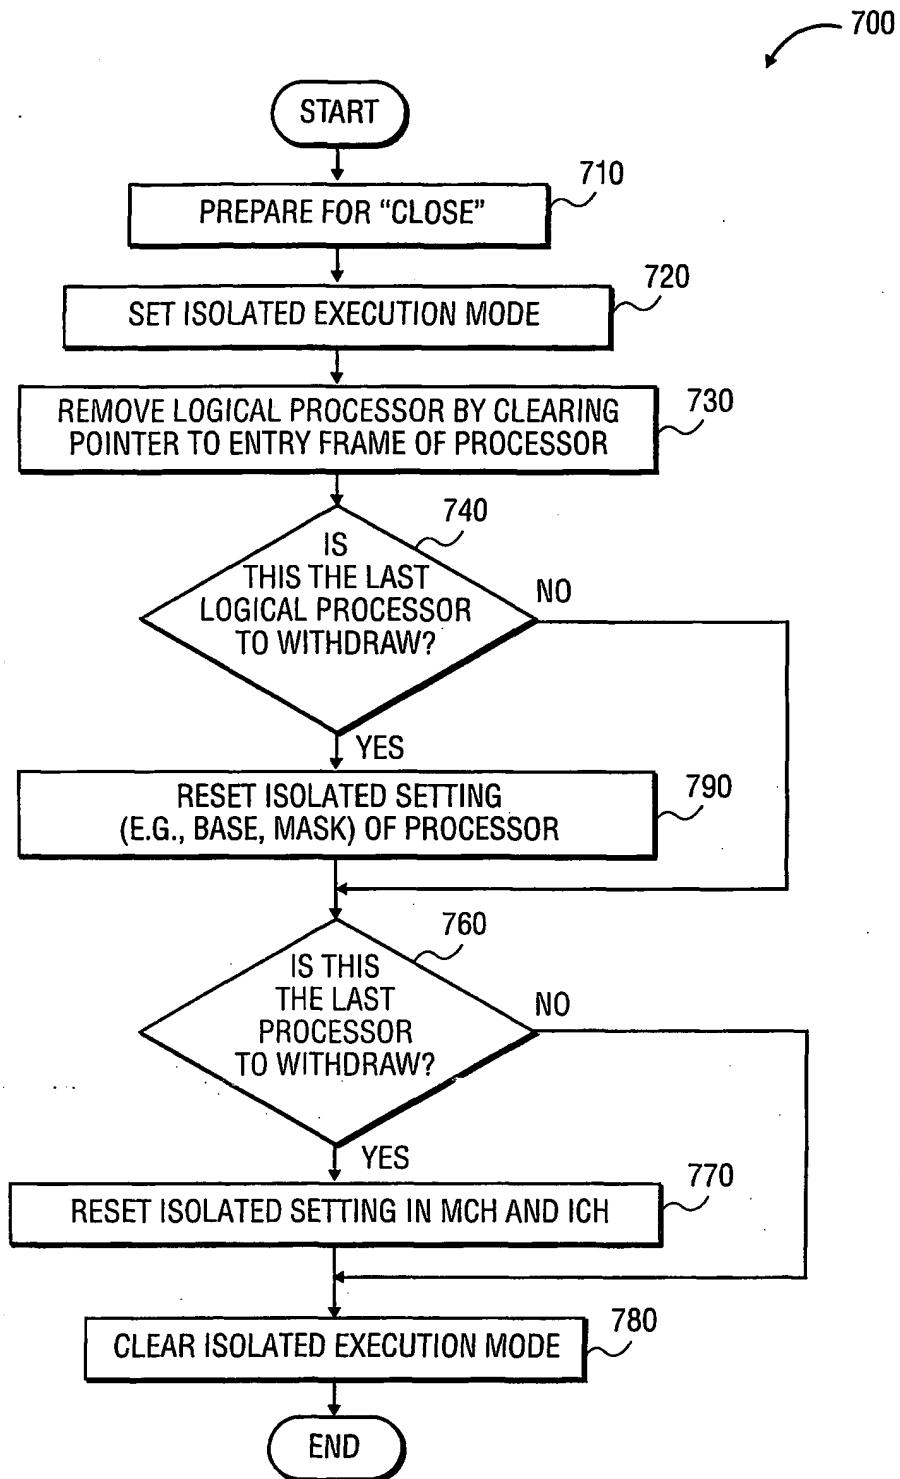 700
START
710
PREPARE FOR “CLOSE”
720
SET ISOLATED EXECUTION MODE
730
REMOVE LOGICAL PROCESSOR BY CLEARING
POINTER TO ENTRY FRAME OF PROCESSOR
740
IS
THIS THE LAST
LOGICAL PROCESSOR
TO WITHDRAW?
NO
YES
790
RESET ISOLATED SETTING
(E.G., BASE, MASK) OF PROCESSOR
760
IS THIS
THE LAST
PROCESSOR
TO WITHDRAW?
NO
YES
770
RESET ISOLATED SETTING IN MCH AND ICH
780
CLEAR ISOLATED EXECUTION MODE
END